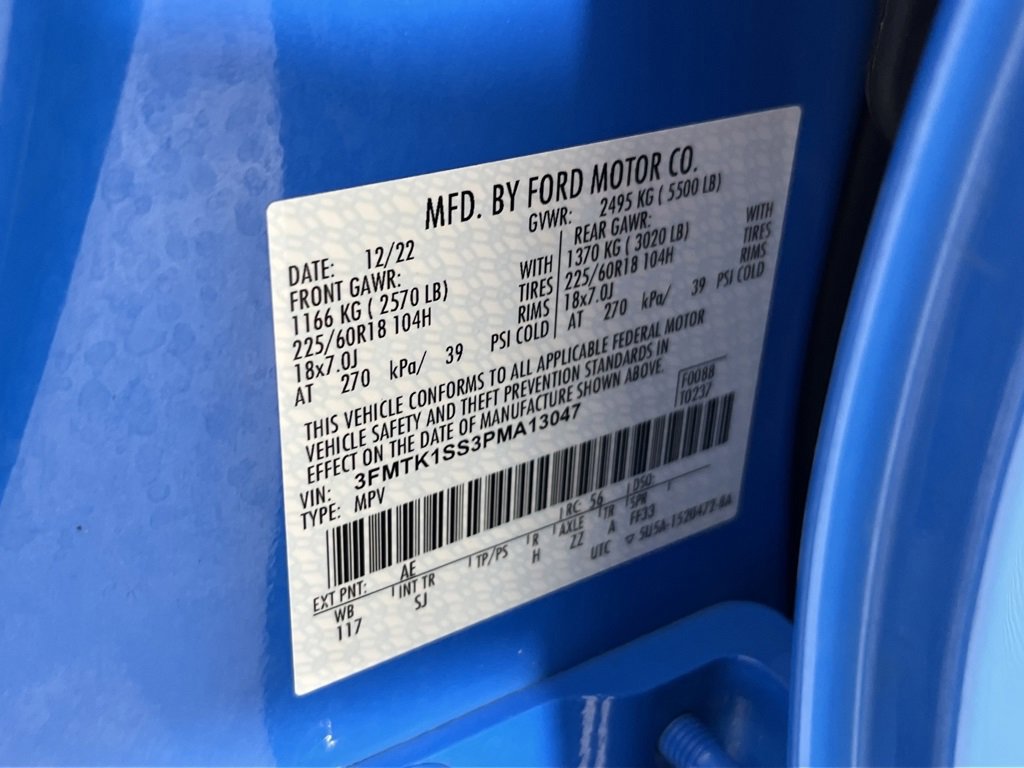 MFD. BY FORD MOTOR CO.
DATE: 12/22 GVWR: 2495 KG ( 5500 LB)
FRONT GAWR: REAR GAWR:
1166 KG ( 2570 LB) WITH 1370 KG ( 3020 LB) WITH
225/60R18 104H TIRES 225/60R18 104H TIRES
18x7.0J RIMS 18x7.0J RIMS
AT 270 kPa/ 39 PSI COLD AT 270 kPa/ 39 PSI COLD
THIS VEHICLE CONFORMS TO ALL APPLICABLE FEDERAL MOTOR
VEHICLE SAFETY AND THEFT PREVENTION STANDARDS IN
EFFECT ON THE DATE OF MANUFACTURE SHOWN ABOVE.
F0088
T0237
VIN: 3FMTK1SS3PMA13047
TYPE: MPV
EXT PNT: AE RC: 56 DSO:
WB INT TR TP/PS R AXLE TR SPR
117 SJ H ZZ A FF33
UTC